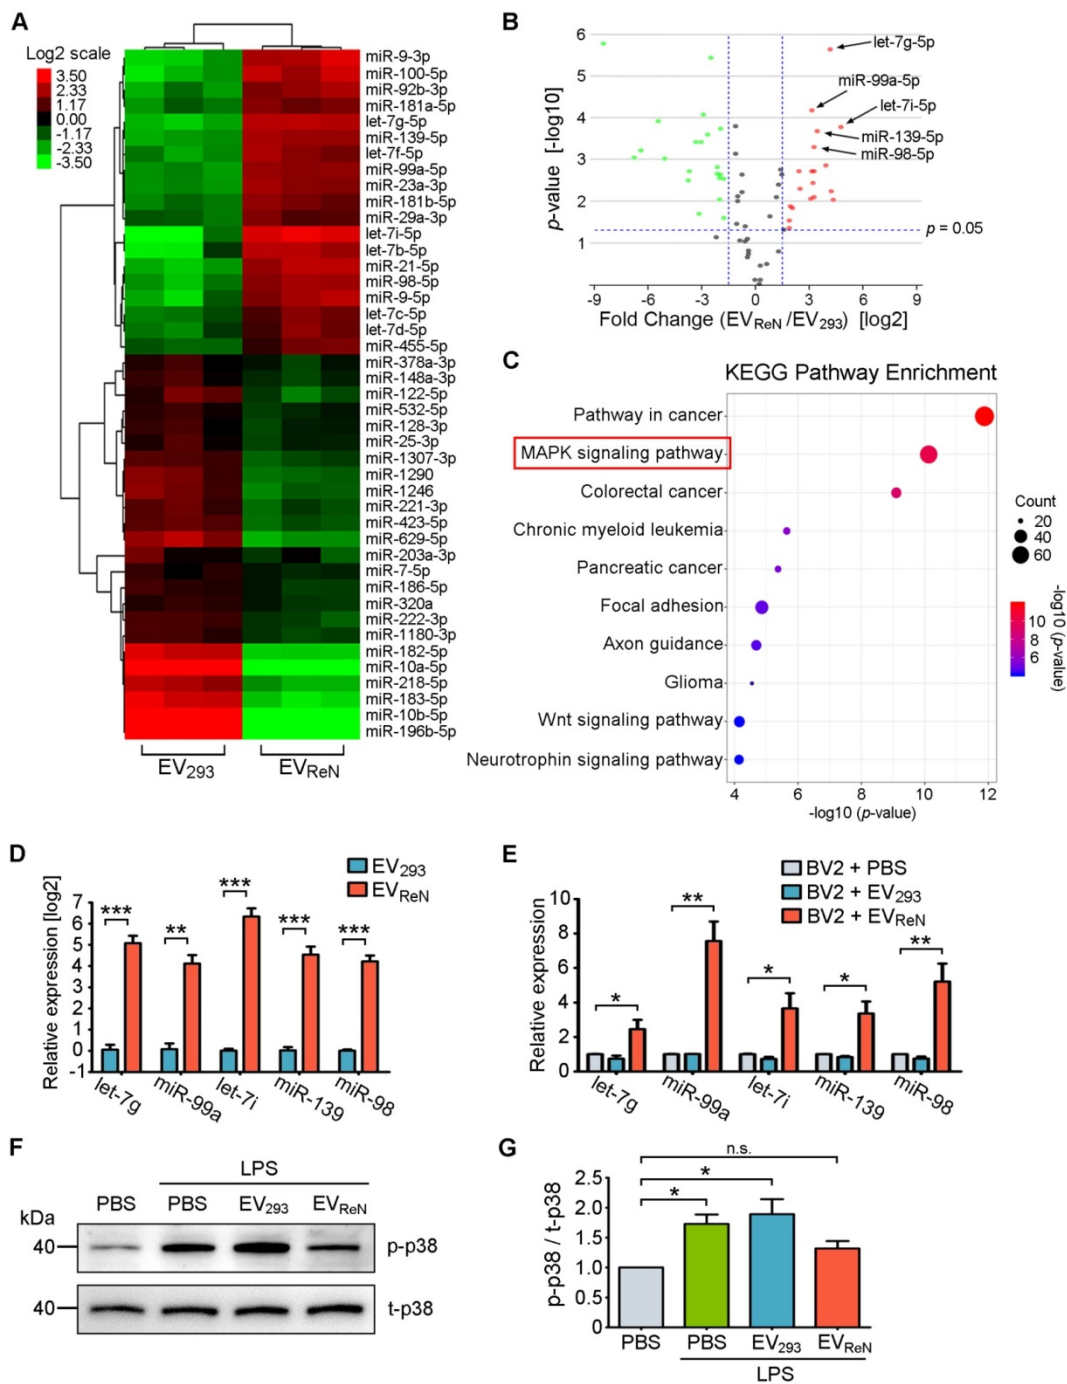 A
Log2 scale
3.50
2.33
1.17
0.00
-1.17
-2.33
-3.50
miR-9-3p
miR-100-5p
miR-92b-3p
miR-181a-5p
let-7g-5p
miR-139-5p
let-7f-5p
miR-99a-5p
miR-23a-3p
miR-181b-5p
miR-29a-3p
let-7i-5p
let-7b-5p
miR-21-5p
miR-98-5p
miR-9-5p
let-7c-5p
let-7d-5p
miR-455-5p
miR-378a-3p
miR-148a-3p
miR-122-5p
miR-532-5p
miR-128-3p
miR-25-3p
miR-1307-3p
miR-1290
miR-1246
miR-221-3p
miR-423-5p
miR-629-5p
miR-203a-3p
miR-7-5p
miR-186-5p
miR-320a
miR-222-3p
miR-1180-3p
miR-182-5p
miR-10a-5p
miR-218-5p
miR-183-5p
miR-10b-5p
miR-196b-5p
EV293
EVReN
B
6
5
4
3
2
1
p-value [-log10]
let-7g-5p
miR-99a-5p
let-7i-5p
miR-139-5p
miR-98-5p
p = 0.05
-9 -6 -3 0 3 6 9
Fold Change (EVReN /EV293) [log2]
C
KEGG Pathway Enrichment
Pathway in cancer
MAPK signaling pathway
Colorectal cancer
Chronic myeloid leukemia
Pancreatic cancer
Focal adhesion
Axon guidance
Glioma
Wnt signaling pathway
Neurotrophin signaling pathway
4 6 8 10 12
-log10 (p-value)
Count
20
40
60
10
8
6
-log10 (p-value)
D
EV293
EVReN
Relative expression [log2]
7
6
5
4
3
2
1
0
-1
***
**
***
***
***
let-7g
miR-99a
let-7i
miR-139
miR-98
E
BV2 + PBS
BV2 + EV293
BV2 + EVReN
Relative expression
10
8
6
4
2
0
*
**
*
*
**
let-7g
miR-99a
let-7i
miR-139
miR-98
F
LPS
PBS PBS EV293 EVReN
kDa
40
p-p38
40
t-p38
G
p-p38 / t-p38
2.5
2.0
1.5
1.0
0.5
0
n.s.
*
*
PBS PBS EV293 EVReN
LPS